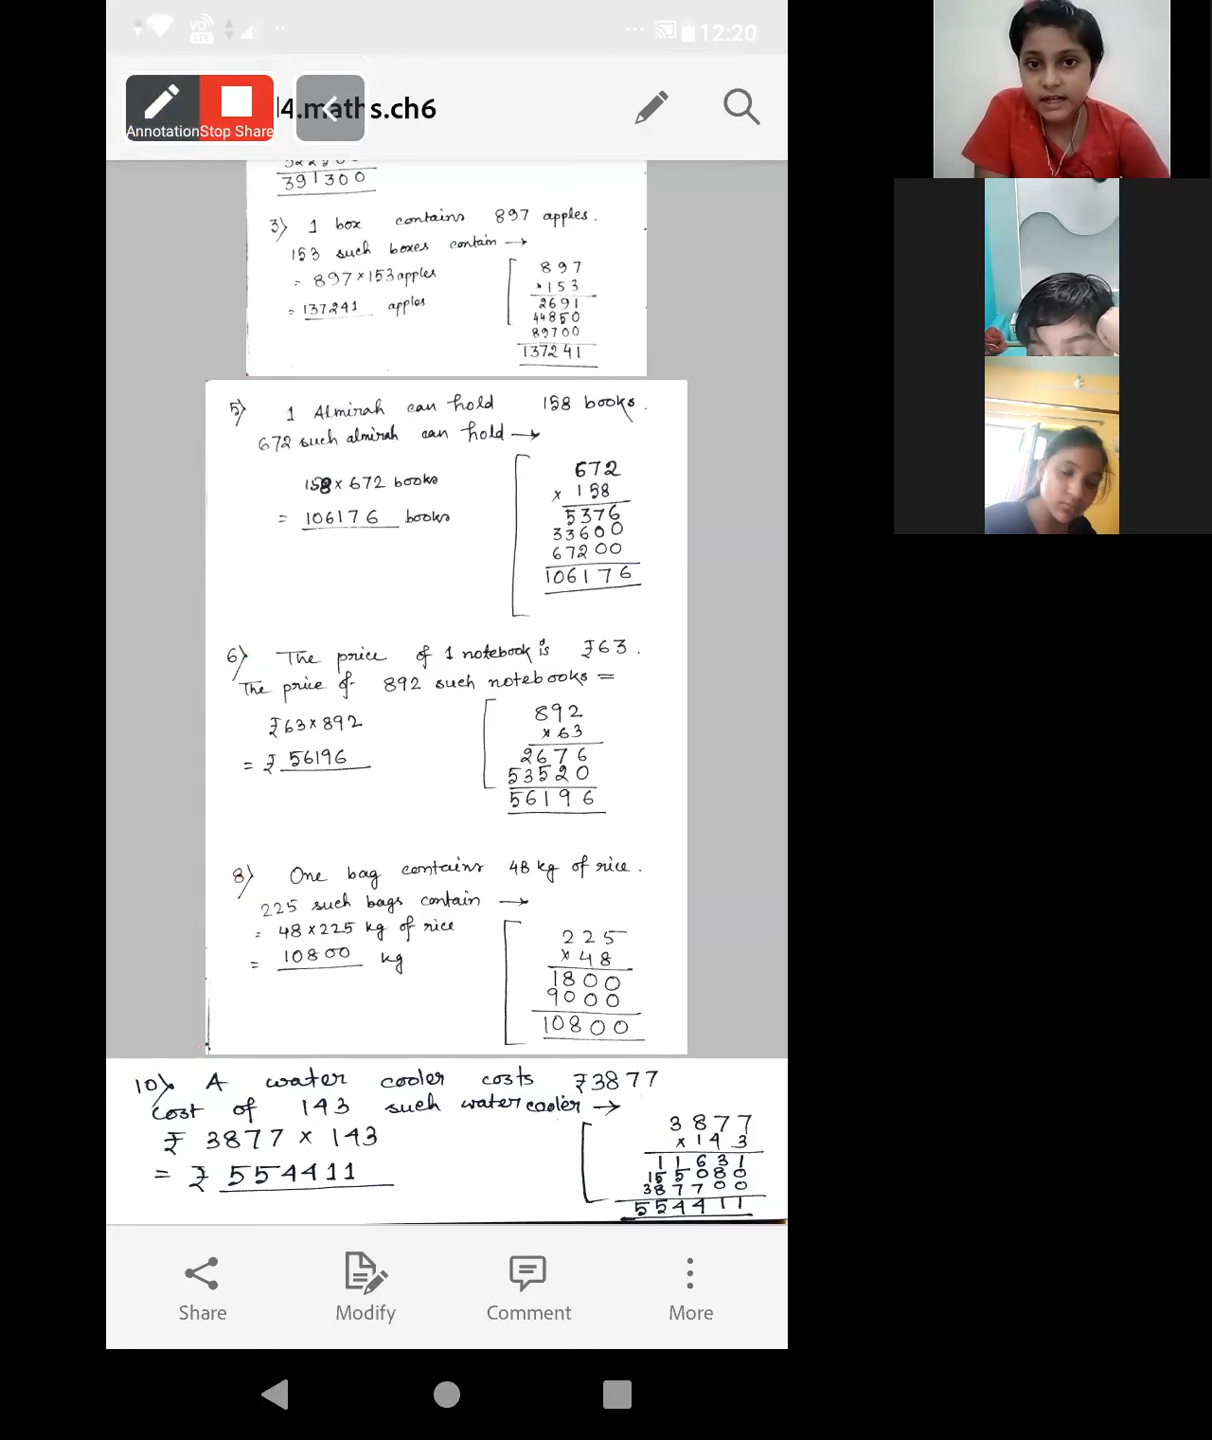 VO
LTE
12:20
Annotation
Stop Share
l4.maths.ch6
391300
3) 1 box contains 897 apples.
153 such boxes contain →
= 897 × 153 apples
= 137241 apples
897
×153
2691
44850
89700
137241
5) 1 Almirah can hold 158 books.
672 such almirah can hold →
158 × 672 books
= 106176 books
672
× 158
5376
33600
67200
106176
6) The price of 1 notebook is ₹63.
The price of 892 such notebooks =
₹63 × 892
= ₹ 56196
892
×63
2676
53520
56196
8) One bag contains 48 kg of rice.
225 such bags contain →
= 48 × 225 kg of rice
= 10800 kg
225
×48
1800
9000
10800
10) A water cooler costs ₹3877
cost of 143 such water cooler →
₹ 3877 × 143
= ₹ 554411
3877
×143
11631
155080
387700
554411
Share
Modify
Comment
More